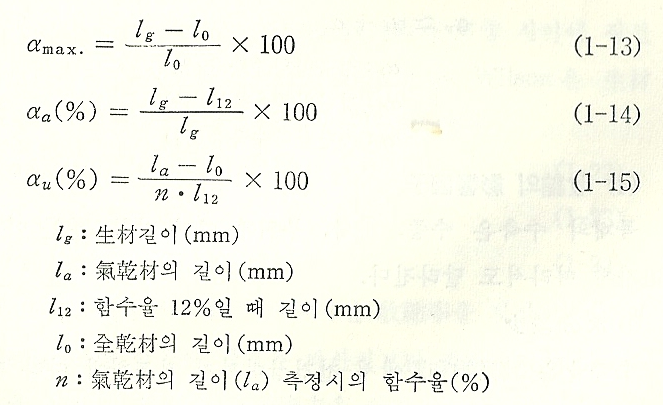 α_max. = (l_g − l_0) / l_0 × 100 (1-13)
α_a(%) = (l_g − l_12) / l_g × 100 (1-14)
α_u(%) = (l_a − l_0) / (n · l_12) × 100 (1-15)
l_g : 生材길이(mm)
l_a : 氣乾材의 길이(mm)
l_12 : 함수율 12%일 때 길이(mm)
l_0 : 全乾材의 길이(mm)
n : 氣乾材의 길이(l_a) 측정시의 함수율(%)